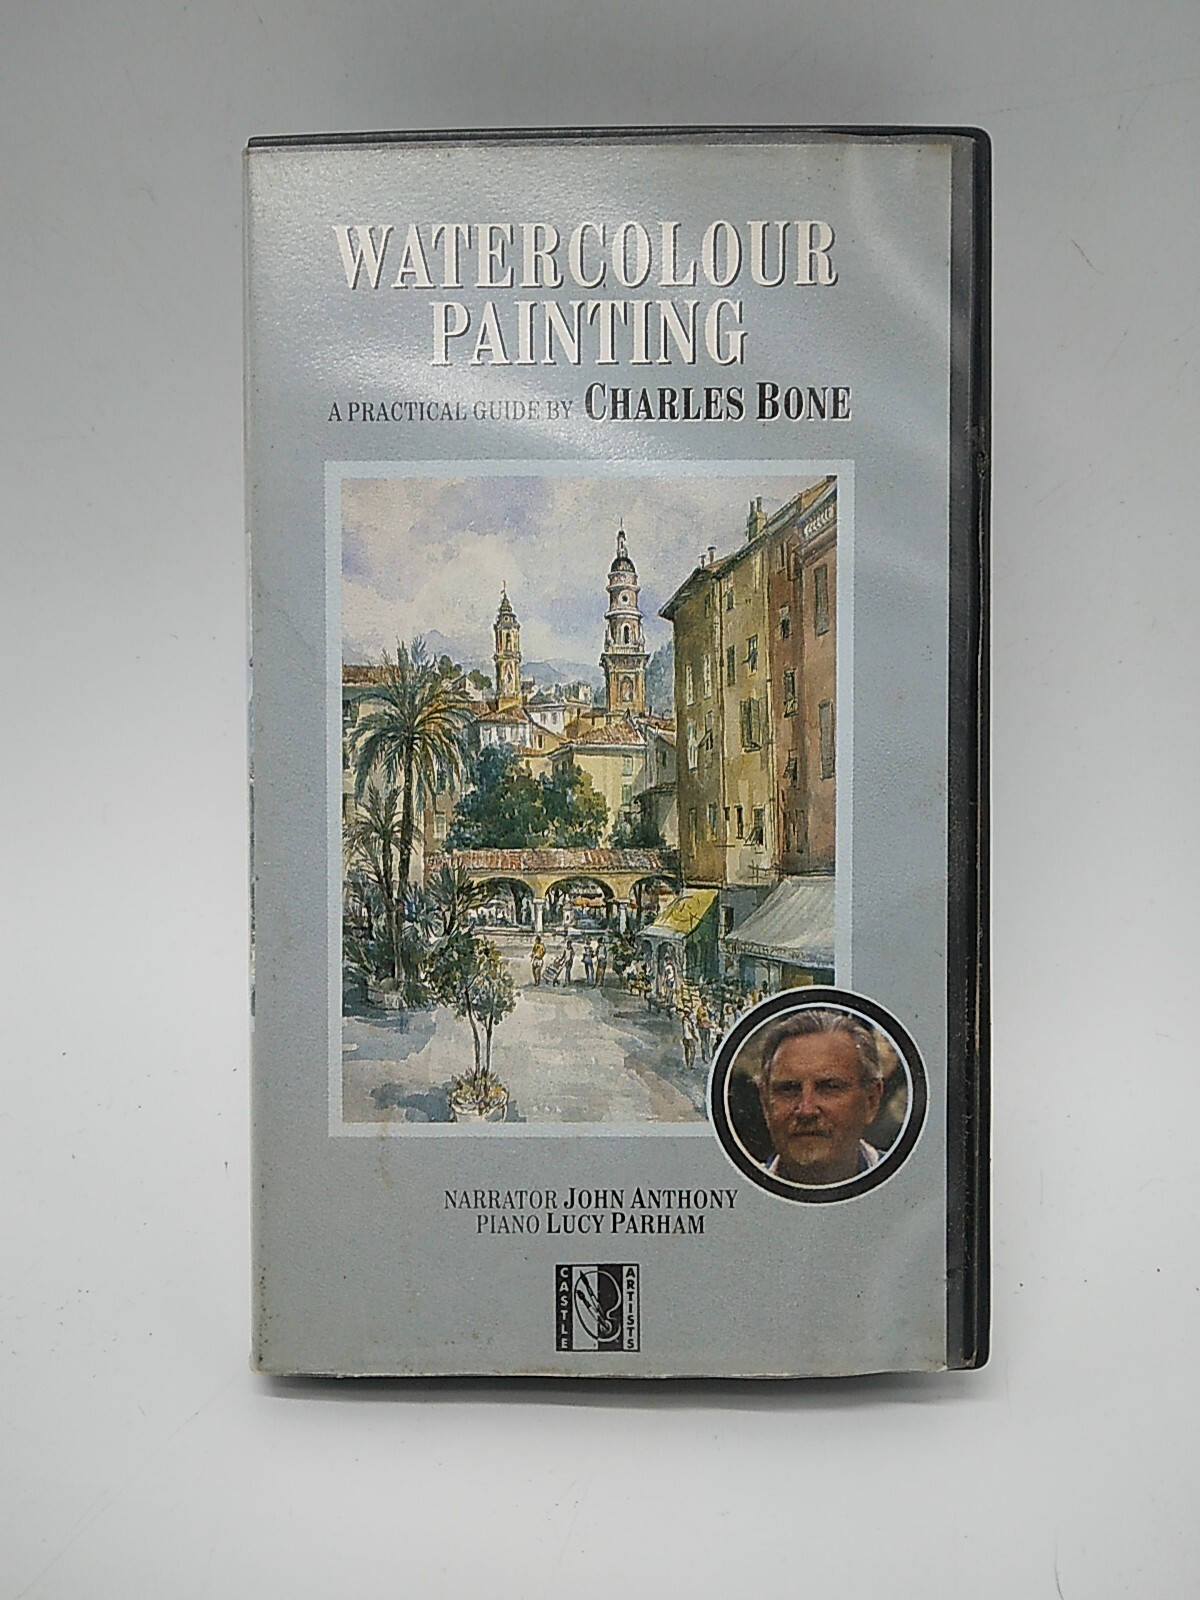 WATERCOLOUR
PAINTING
A PRACTICAL GUIDE BY CHARLES BONE
NARRATOR JOHN ANTHONY
PIANO LUCY PARHAM
CASTLE
ARTISTS